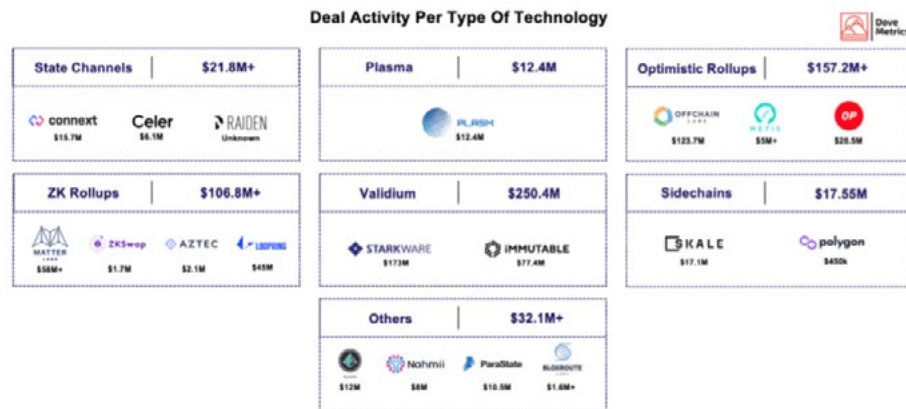 Deal Activity Per Type Of Technology
Dove
Metrics
State Channels $21.8M+
connext
$15.7M
Celer
$6.1M
RAIDEN
Unknown
Plasma $12.4M
PLASM
$12.4M
Optimistic Rollups $157.2M+
OFFCHAIN
LABS
$123.7M
METIS
$5M+
OP
$28.5M
ZK Rollups $106.8M+
MATTER
LABS
$58M+
ZKSwap
$1.7M
AZTEC
$2.1M
LOOPRING
$45M
Validium $250.4M
STARKWARE
$173M
IMMUTABLE
$77.4M
Sidechains $17.55M
SKALE
$17.1M
polygon
$450k
Others $32.1M+
$12M
Nahmii
$8M
ParaState
$10.5M
BLOXROUTE
LABS
$1.6M+